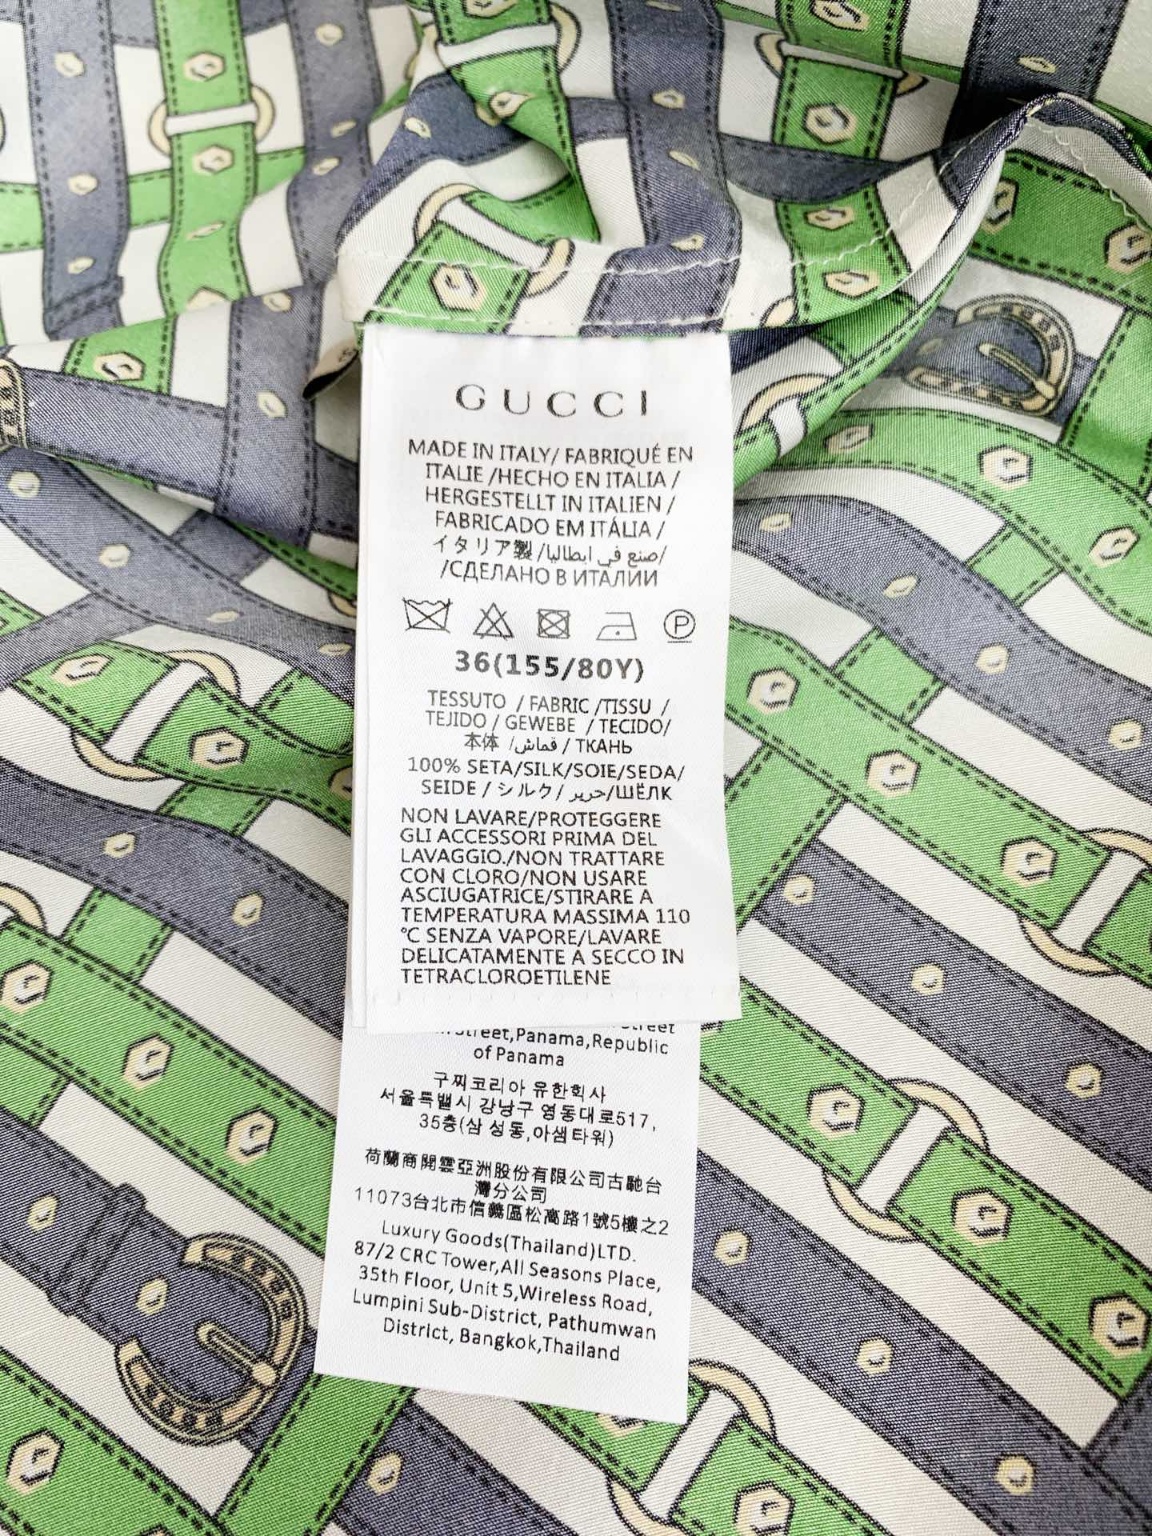 GUCCI
MADE IN ITALY/ FABRIQUÉ EN
ITALIE /HECHO EN ITALIA /
HERGESTELLT IN ITALIEN /
FABRICADO EM ITÁLIA /
イタリア製 /صنع في ايطاليا/
/СДЕЛАНО В ИТАЛИИ
P
36(155/80Y)
TESSUTO / FABRIC /TISSU /
TEJIDO / GEWEBE / TECIDO/
本体 /قماش / ТКАНЬ
100% SETA/SILK/SOIE/SEDA/
SEIDE / シルク/ حرير/ШЁЛК
NON LAVARE/PROTEGGERE
GLI ACCESSORI PRIMA DEL
LAVAGGIO./NON TRATTARE
CON CLORO/NON USARE
ASCIUGATRICE/STIRARE A
TEMPERATURA MASSIMA 110
℃ SENZA VAPORE/LAVARE
DELICATAMENTE A SECCO IN
TETRACLOROETILENE
Street,Panama,Republic
of Panama
구찌코리아 유한회사
서울특별시 강남구 영동대로517,
35층(삼성동,아셈타워)
荷蘭商開雲亞洲股份有限公司古馳台
灣分公司
11073台北市信義區松高路1號5樓之2
Luxury Goods(Thailand)LTD.
87/2 CRC Tower,All Seasons Place,
35th Floor, Unit 5,Wireless Road,
Lumpini Sub-District, Pathumwan
District, Bangkok,Thailand